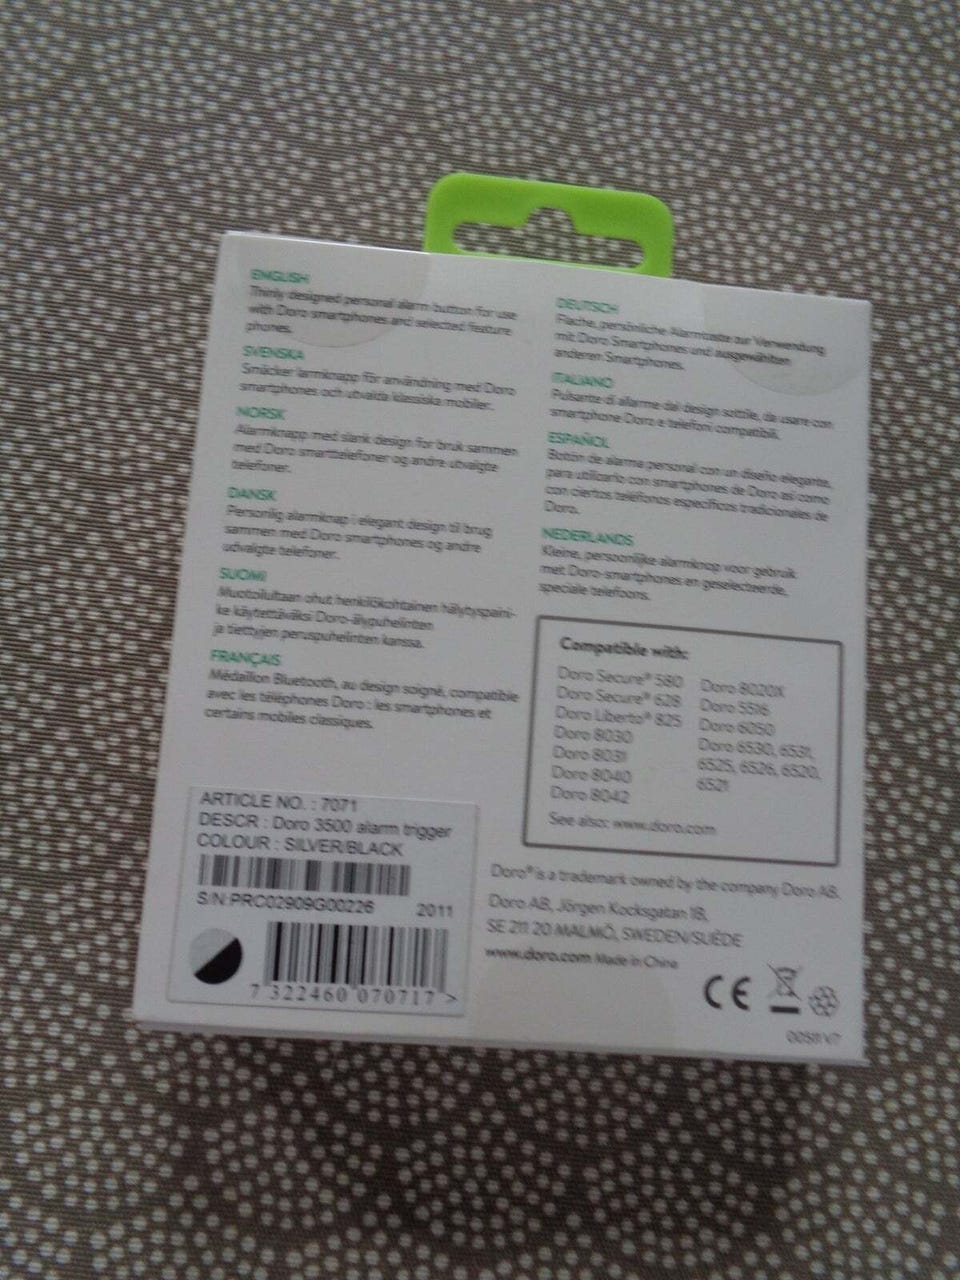 ENGLISH
Thinly designed personal alarm button for use
with Doro smartphones and selected feature
phones.
SVENSKA
Smäcker larmknapp för användning med Doro
smartphones och utvalda klassiska mobiler.
NORSK
Alarmknapp med slank design for bruk sammen
med Doro smarttelefoner og andre utvalgte
telefoner.
DANSK
Personlig alarmknap i elegant design til brug
sammen med Doro smartphones og andre
udvalgte telefoner.
SUOMI
Muotoilultaan ohut henkilökohtainen hälytyspaini-
ke käytettäväksi Doro-älypuhelinten
ja tiettyjen peruspuhelinten kanssa.
FRANÇAIS
Médaillon Bluetooth, au design soigné, compatible
avec les téléphones Doro : les smartphones et
certains mobiles classiques.
DEUTSCH
Flache, persönliche Alarmtaste zur Verwendung
mit Doro Smartphones und ausgewählten
anderen Smartphones.
ITALIANO
Pulsante di allarme dal design sottile, da usare con
smartphone Doro e telefoni compatibili.
ESPAÑOL
Botón de alarma personal con un diseño elegante,
para utilizarlo con smartphones de Doro así como
con ciertos teléfonos específicos tradicionales de
Doro.
NEDERLANDS
Kleine, persoonlijke alarmknop voor gebruik
met Doro-smartphones en geselecteerde,
speciale telefoons.
Compatible with:
Doro Secure® 580
Doro Secure® 628
Doro Liberto® 825
Doro 8030
Doro 8031
Doro 8040
Doro 8042
Doro 8020X
Doro 5516
Doro 6050
Doro 6530, 6531,
6525, 6526, 6520,
6521
See also: www.doro.com
ARTICLE NO. : 7071
DESCR : Doro 3500 alarm trigger
COLOUR : SILVER/BLACK
S/N:PRC02909G00226 2011
7 322460 070717 >
Doro® is a trademark owned by the company Doro AB.
Doro AB, Jörgen Kocksgatan 1B,
SE 211 20 MALMÖ, SWEDEN/SUÈDE
www.doro.com Made in China
CE
00511 V7